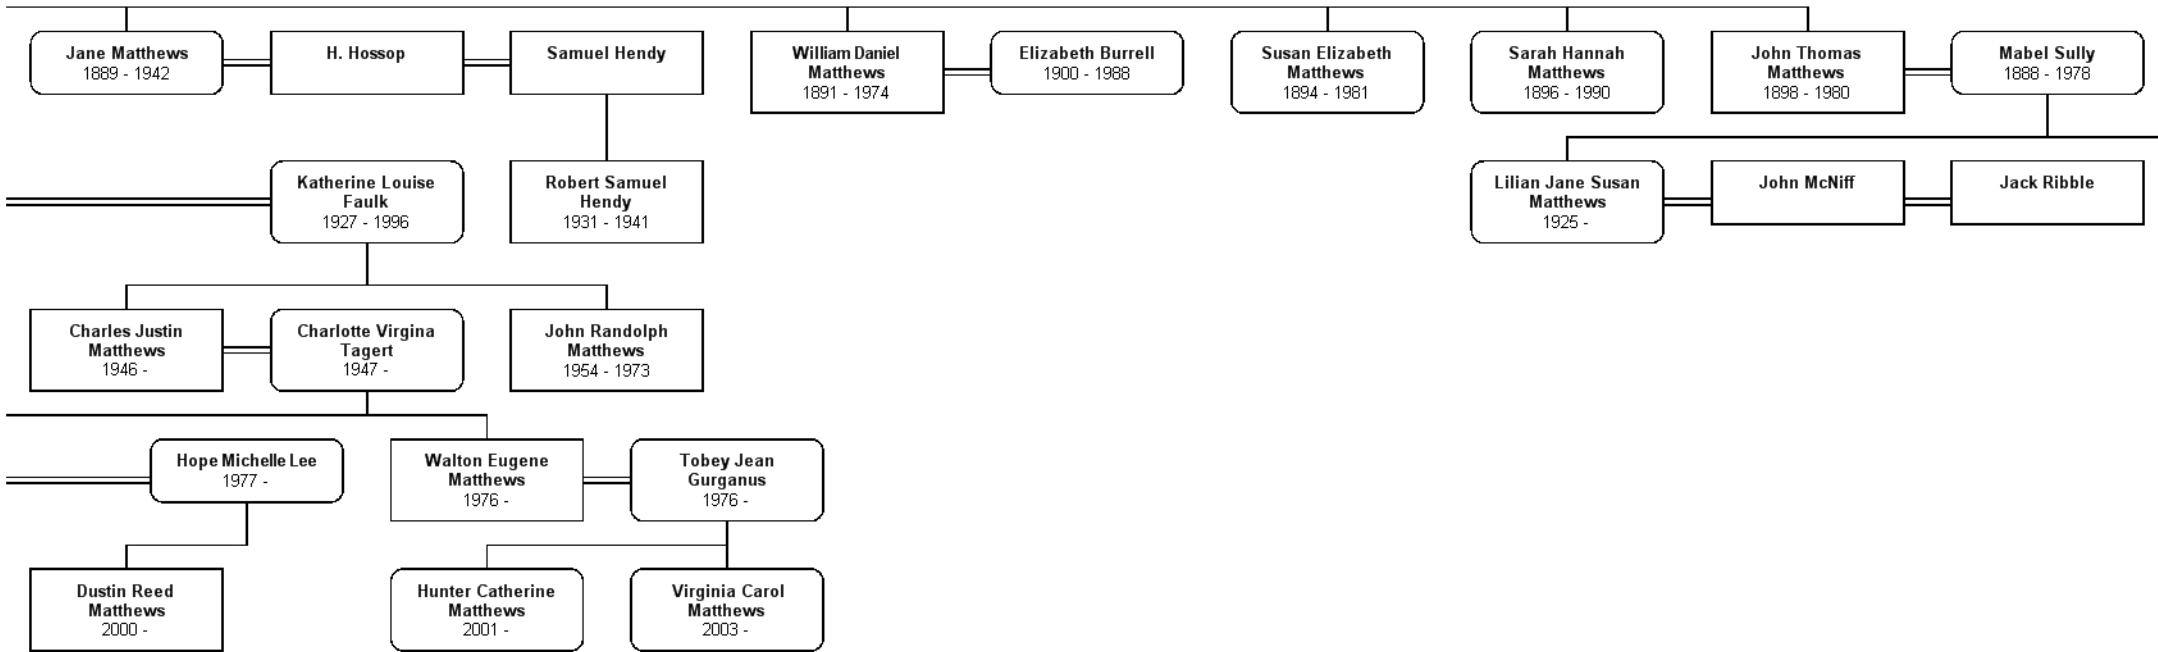 Jane Matthews
1889 - 1942
H. Hossop
Samuel Hendy
William Daniel
Matthews
1891 - 1974
Elizabeth Burrell
1900 - 1988
Susan Elizabeth
Matthews
1894 - 1981
Sarah Hannah
Matthews
1896 - 1990
John Thomas
Matthews
1898 - 1980
Mabel Sully
1888 - 1978
Katherine Louise
Faulk
1927 - 1996
Robert Samuel
Hendy
1931 - 1941
Lilian Jane Susan
Matthews
1925 -
John McNiff
Jack Ribble
Charles Justin
Matthews
1946 -
Charlotte Virgina
Tagert
1947 -
John Randolph
Matthews
1954 - 1973
Hope Michelle Lee
1977 -
Walton Eugene
Matthews
1976 -
Tobey Jean
Gurganus
1976 -
Dustin Reed
Matthews
2000 -
Hunter Catherine
Matthews
2001 -
Virginia Carol
Matthews
2003 -